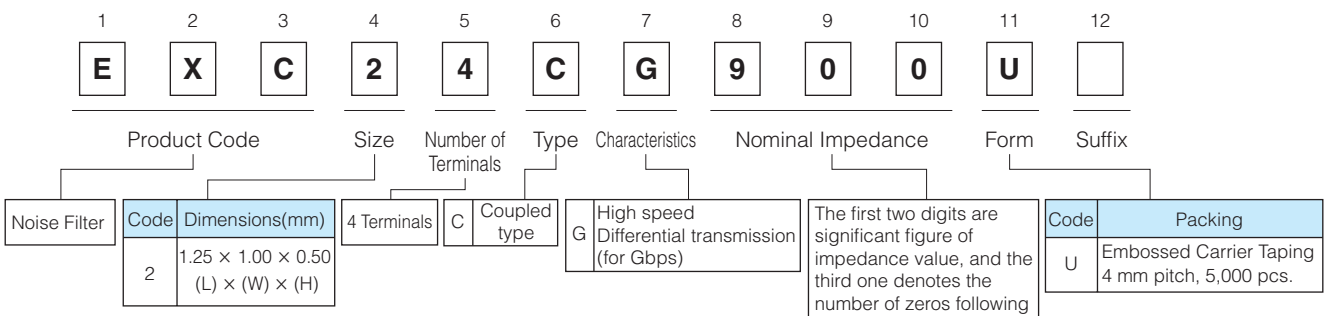 1 2 3 4 5 6 7 8 9 10 11 12
E X C 2 4 C G 9 0 0 U
Product Code Size Number of Terminals Type Characteristics Nominal Impedance Form Suffix
Noise Filter
Code Dimensions(mm)
2 1.25 × 1.00 × 0.50
(L) × (W) × (H)
4 Terminals
C Coupled
type
G High speed
Differential transmission
(for Gbps)
The first two digits are
significant figure of
impedance value, and the
third one denotes the
number of zeros following
Code Packing
U Embossed Carrier Taping
4 mm pitch, 5,000 pcs.